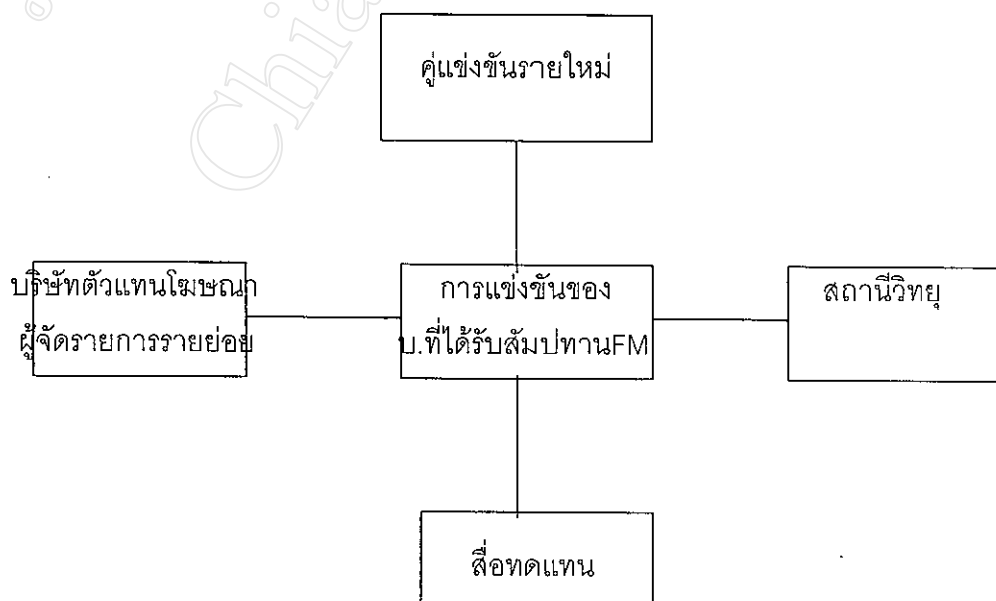 คู่แข่งขันรายใหม่
บริษัทตัวแทนโฆษณา
ผู้จัดรายการรายย่อย
การแข่งขันของ
บ.ที่ได้รับสัมปทานFM
สถานีวิทยุ
สื่อทดแทน